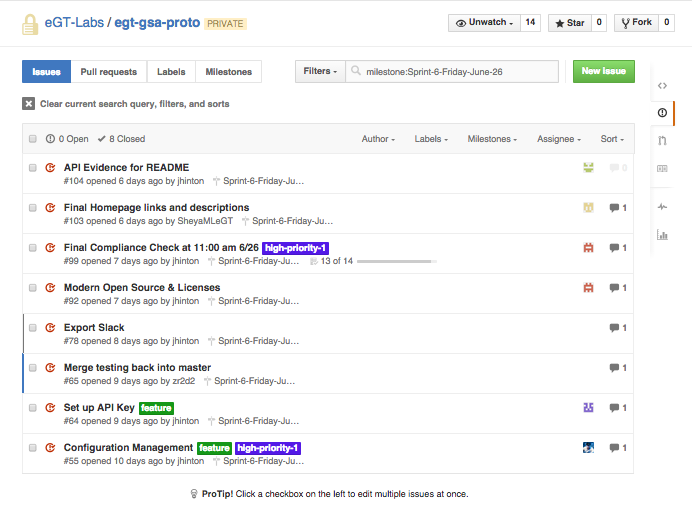 eGT-Labs / egt-gsa-proto PRIVATE
Unwatch 14 Star 0 Fork 0
Issues Pull requests Labels Milestones Filters milestone:Sprint-6-Friday-June-26 New issue
Clear current search query, filters, and sorts
0 Open 8 Closed Author Labels Milestones Assignee Sort
API Evidence for README 0
#104 opened 6 days ago by jhinton Sprint-6-Friday-Ju…
Final Homepage links and descriptions 1
#103 opened 6 days ago by SheyaMLeGT Sprint-6-Friday-Ju…
Final Compliance Check at 11:00 am 6/26 high-priority-1 1
#99 opened 7 days ago by jhinton Sprint-6-Friday-Ju… 13 of 14
Modern Open Source & Licenses 1
#92 opened 7 days ago by jhinton Sprint-6-Friday-Ju…
Export Slack 1
#78 opened 8 days ago by jhinton Sprint-6-Friday-Ju…
Merge testing back into master 1
#65 opened 9 days ago by zr2d2 Sprint-6-Friday-Ju…
Set up API Key feature 1
#64 opened 9 days ago by jhinton Sprint-6-Friday-Ju…
Configuration Management feature high-priority-1 1
#55 opened 10 days ago by jhinton Sprint-6-Friday-Ju…
ProTip! Click a checkbox on the left to edit multiple issues at once.